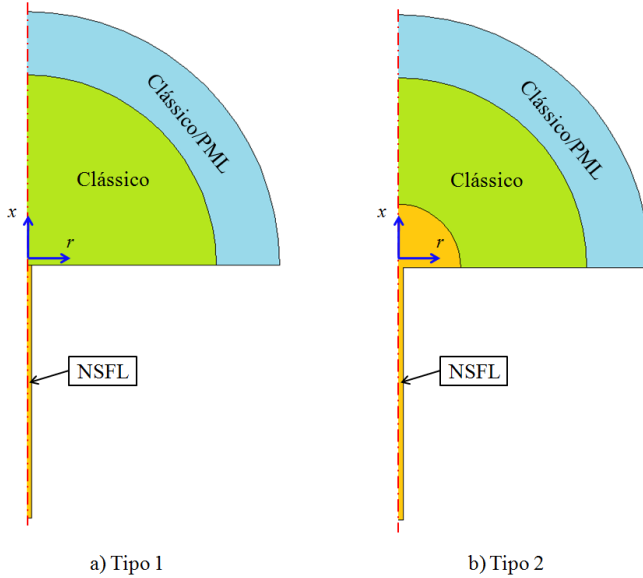 Clássico/PML
Clássico
x
r
NSFL
a) Tipo 1
Clássico/PML
Clássico
x
r
NSFL
b) Tipo 2